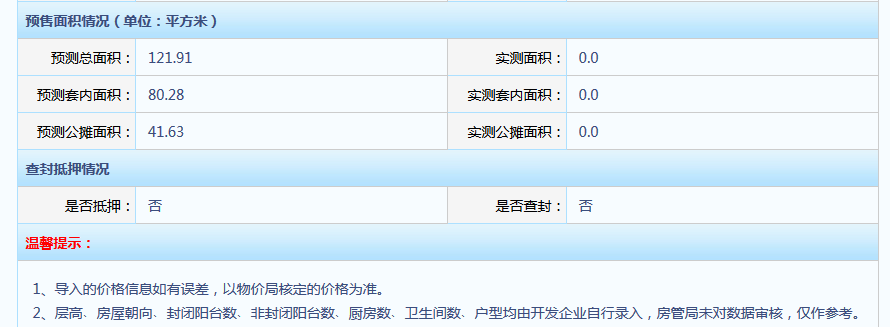 预售面积情况（单位：平方米）
预测总面积： 121.91 实测面积： 0.0
预测套内面积： 80.28 实测套内面积： 0.0
预测公摊面积： 41.63 实测公摊面积： 0.0
查封抵押情况
是否抵押： 否 是否查封： 否
温馨提示：
1、导入的价格信息如有误差，以物价局核定的价格为准。
2、层高、房屋朝向、封闭阳台数、非封闭阳台数、厨房数、卫生间数、户型均由开发企业自行录入，房管局未对数据审核，仅作参考。